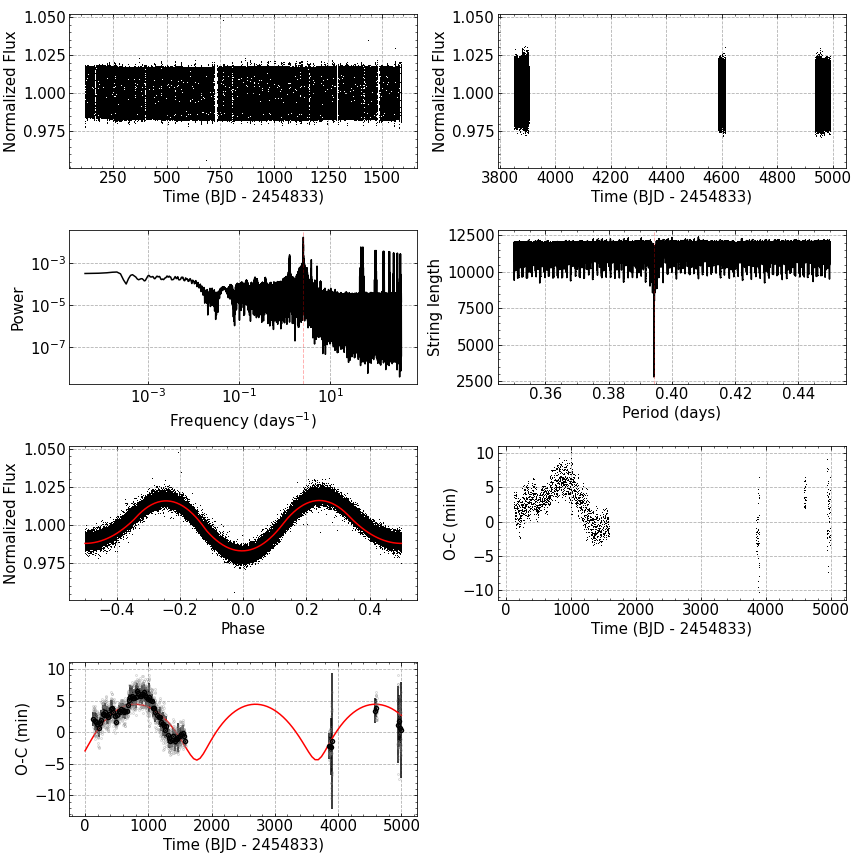 1.050
1.025
1.000
0.975
Normalized Flux
250 500 750 1000 1250 1500
Time (BJD - 2454833)
1.050
1.025
1.000
0.975
Normalized Flux
3800 4000 4200 4400 4600 4800 5000
Time (BJD - 2454833)
10⁻³
10⁻⁵
10⁻⁷
Power
10⁻³ 10⁻¹ 10¹
Frequency (days⁻¹)
12500
10000
7500
5000
2500
String length
0.36 0.38 0.40 0.42 0.44
Period (days)
1.050
1.025
1.000
0.975
Normalized Flux
−0.4 −0.2 0.0 0.2 0.4
Phase
10
5
0
−5
−10
O-C (min)
0 1000 2000 3000 4000 5000
Time (BJD - 2454833)
10
5
0
−5
−10
O-C (min)
0 1000 2000 3000 4000 5000
Time (BJD - 2454833)